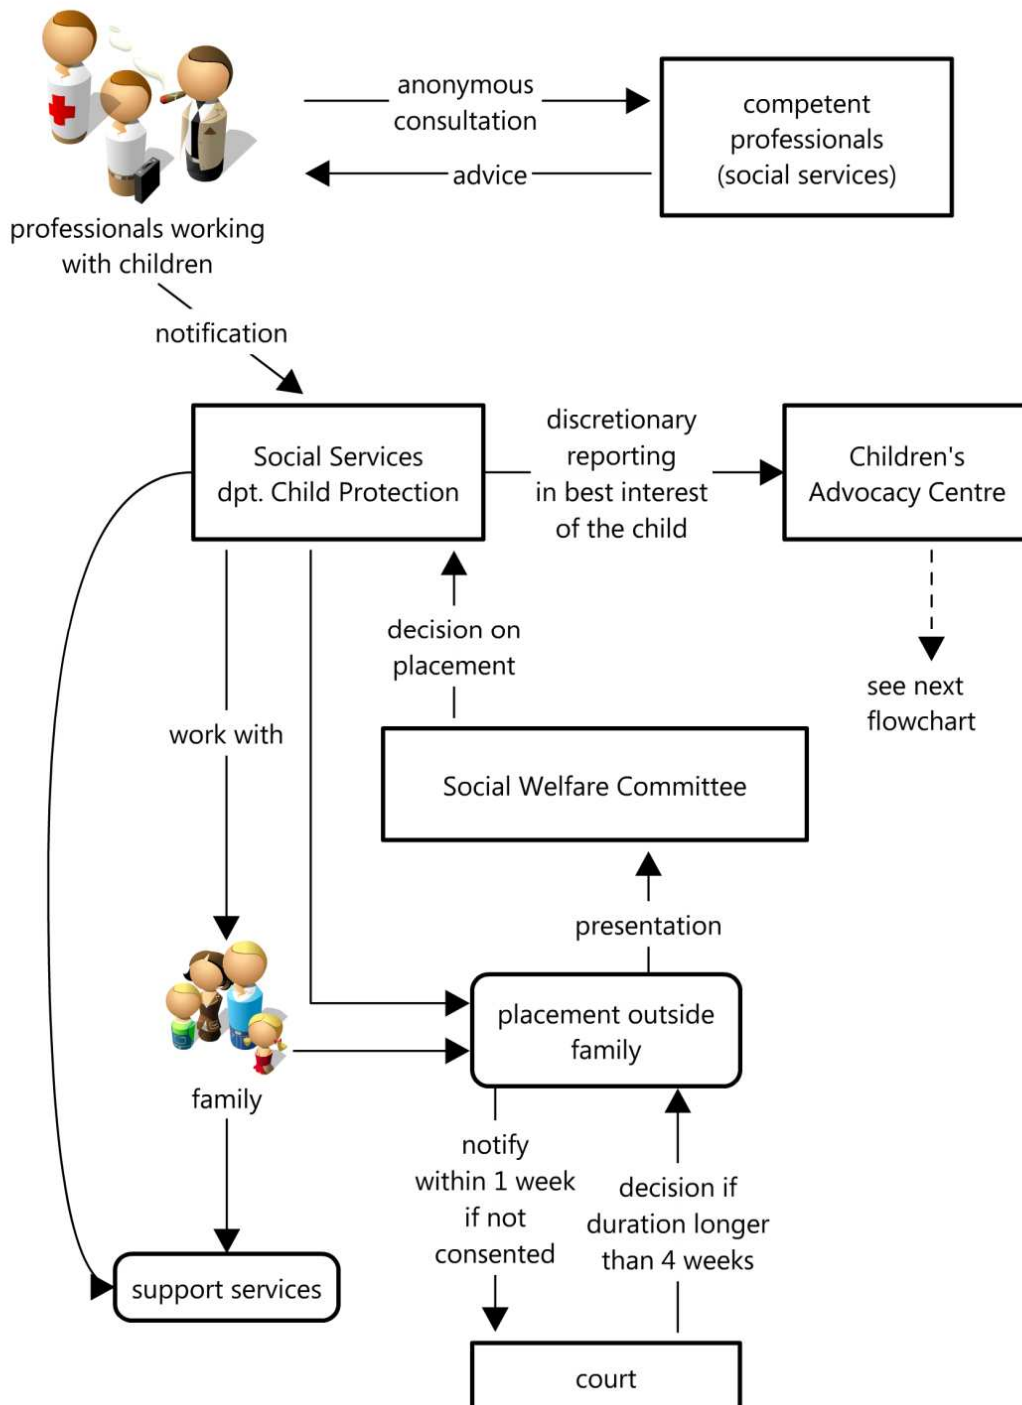 anonymous
consultation
competent
professionals
(social services)
advice
professionals working
with children
notification
Social Services
dpt. Child Protection
discretionary
reporting
in best interest
of the child
Children's
Advocacy Centre
decision on
placement
see next
flowchart
work with
Social Welfare Committee
presentation
placement outside
family
family
notify
within 1 week
if not
consented
decision if
duration longer
than 4 weeks
support services
court